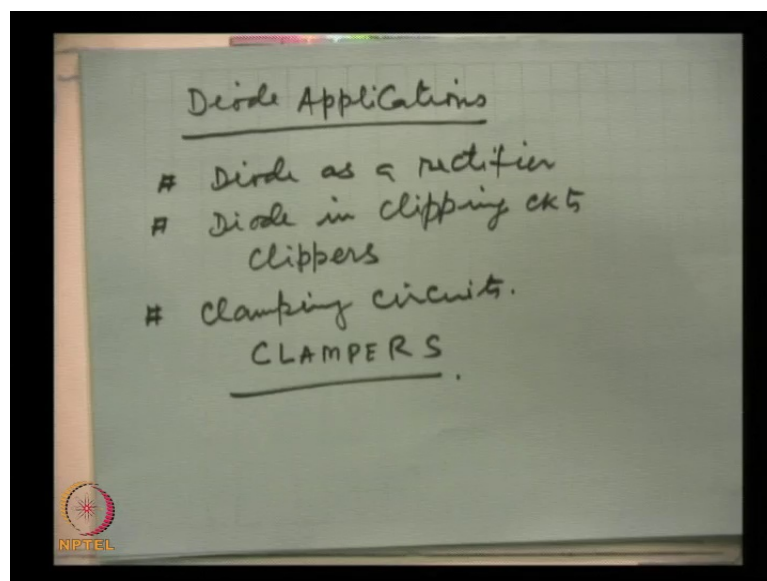 Diode Applications
# Diode as a rectifier
# Diode in clipping ckts
clippers
# Clamping circuits.
CLAMPERS.
NPTEL